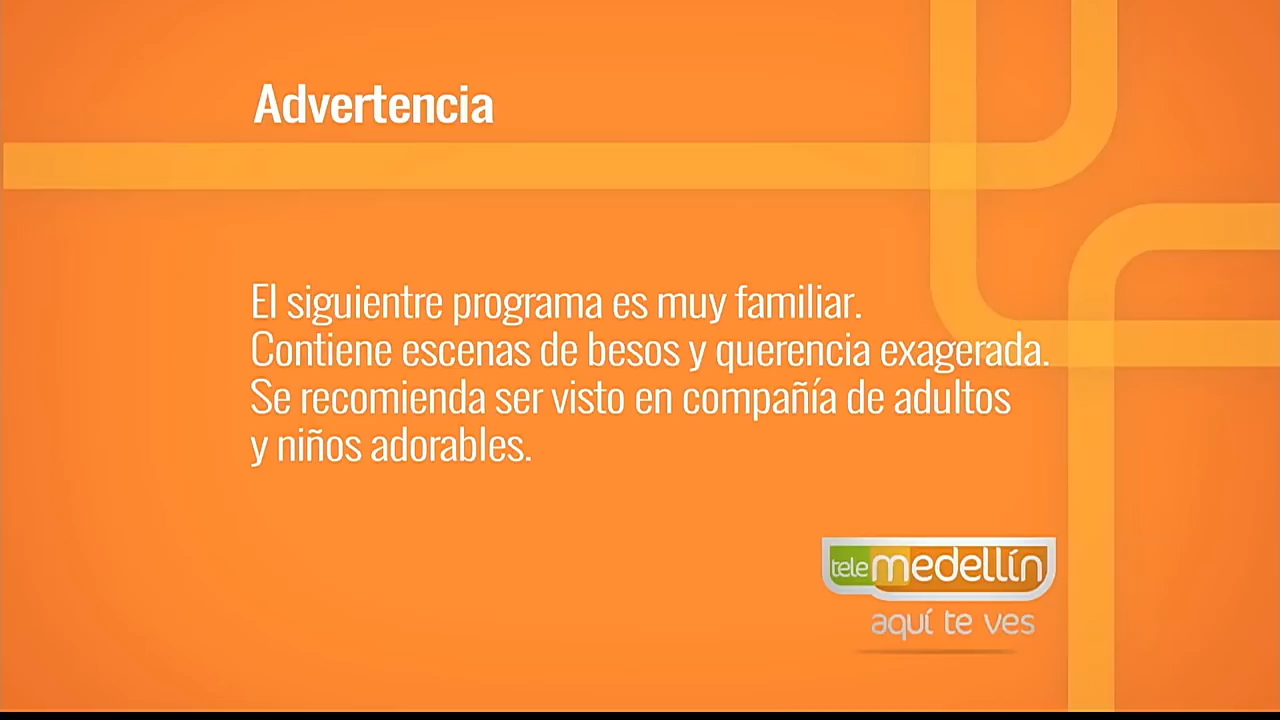 Advertencia
El siguientre programa es muy familiar.
Contiene escenas de besos y querencia exagerada.
Se recomienda ser visto en compañía de adultos
y niños adorables.
telemedellín
aquí te ves